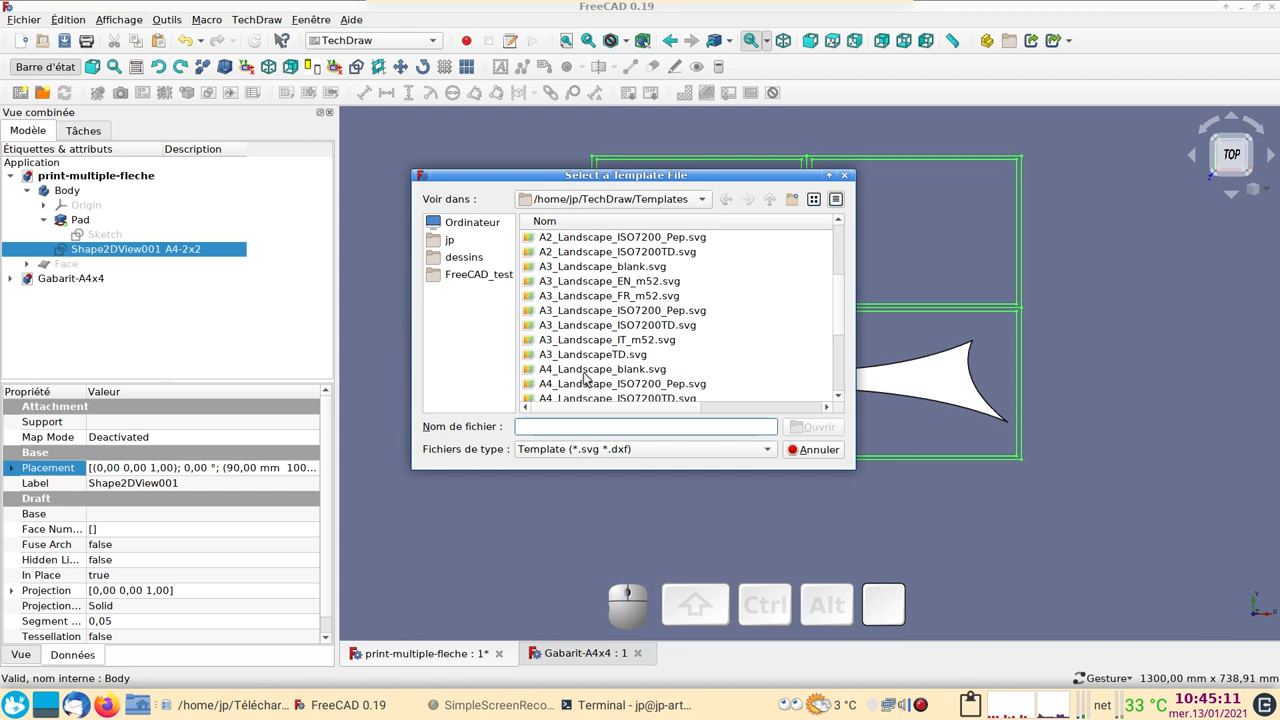 FreeCAD 0.19
Fichier Édition Affichage Outils Macro TechDraw Fenêtre Aide
TechDraw
Barre d'état
Vue combinée
Modèle Tâches
Étiquettes & attributs Description
Application
print-multiple-fleche
Body
Origin
Pad
Sketch
Shape2DView001 A4-2x2
Face
Gabarit-A4x4
Propriété Valeur
Attachment
Support
Map Mode Deactivated
Base
Placement [(0,00 0,00 1,00); 0,00 °; (90,00 mm 100...
Label Shape2DView001
Draft
Base
Face Num... []
Fuse Arch false
Hidden Li... false
In Place true
Projection [0,00 0,00 1,00]
Projection... Solid
Segment ... 0,05
Tessellation false
Vue Données
Select a Template File
Voir dans : /home/jp/TechDraw/Templates
Ordinateur
jp
dessins
FreeCAD_test
Nom
A2_Landscape_ISO7200_Pep.svg
A2_Landscape_ISO7200TD.svg
A3_Landscape_blank.svg
A3_Landscape_EN_m52.svg
A3_Landscape_FR_m52.svg
A3_Landscape_ISO7200_Pep.svg
A3_Landscape_ISO7200TD.svg
A3_Landscape_IT_m52.svg
A3_LandscapeTD.svg
A4_Landscape_blank.svg
A4_Landscape_ISO7200_Pep.svg
A4_Landscape_ISO7200TD.svg
Nom de fichier : Ouvrir
Fichiers de type : Template (*.svg *.dxf) Annuler
TOP
Z
Y
X
Ctrl Alt
print-multiple-fleche : 1* Gabarit-A4x4 : 1
Valid, nom interne : Body Gesture 1300,00 mm x 738,91 mm
/home/jp/Téléchar... FreeCAD 0.19 SimpleScreenReco... Terminal - jp@jp-art... 3 °C net 33 °C 10:45:11
mer.13/01/2021